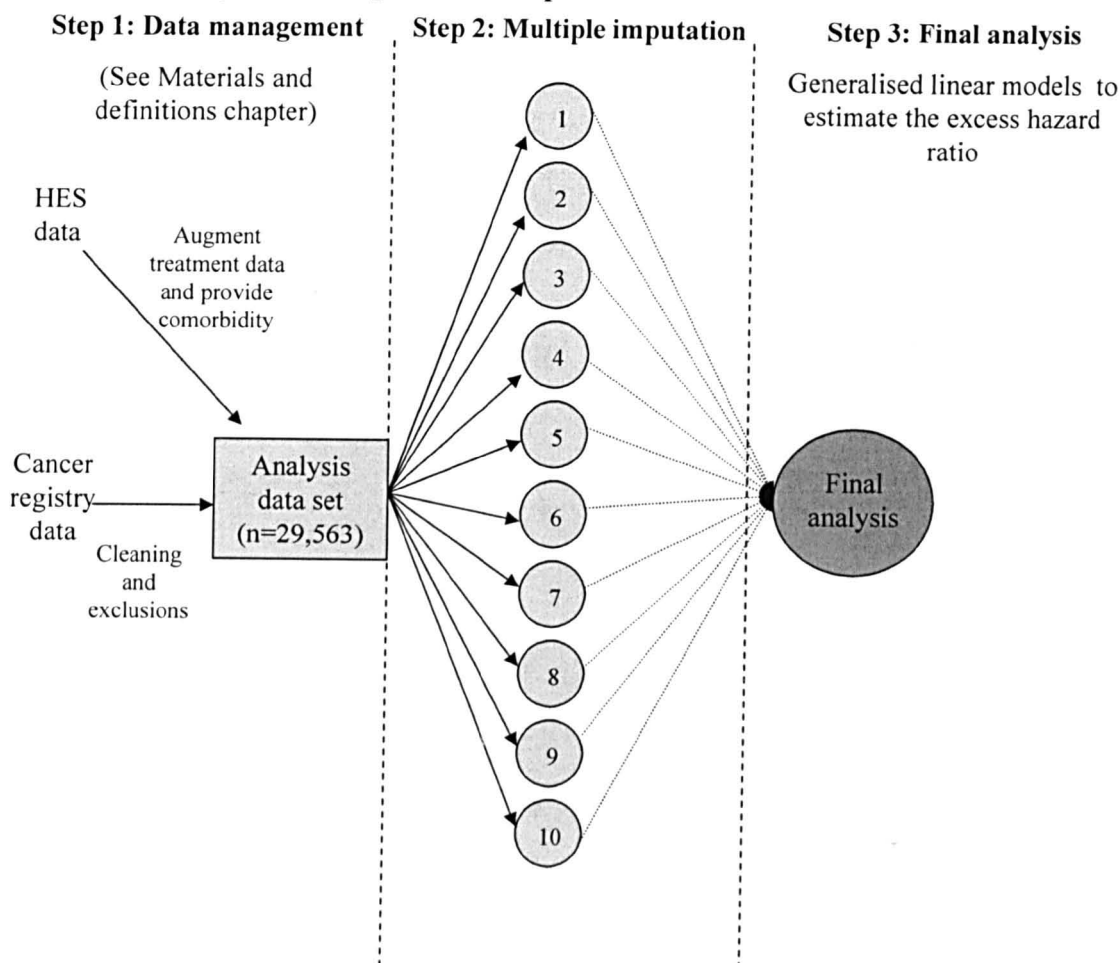 Step 1: Data management
(See Materials and
definitions chapter)
HES
data
Augment
treatment data
and provide
comorbidity
Cancer
registry
data
Cleaning
and
exclusions
Analysis
data set
(n=29,563)
Step 2: Multiple imputation
1
2
3
4
5
6
7
8
9
10
Step 3: Final analysis
Generalised linear models to
estimate the excess hazard
ratio
Final
analysis